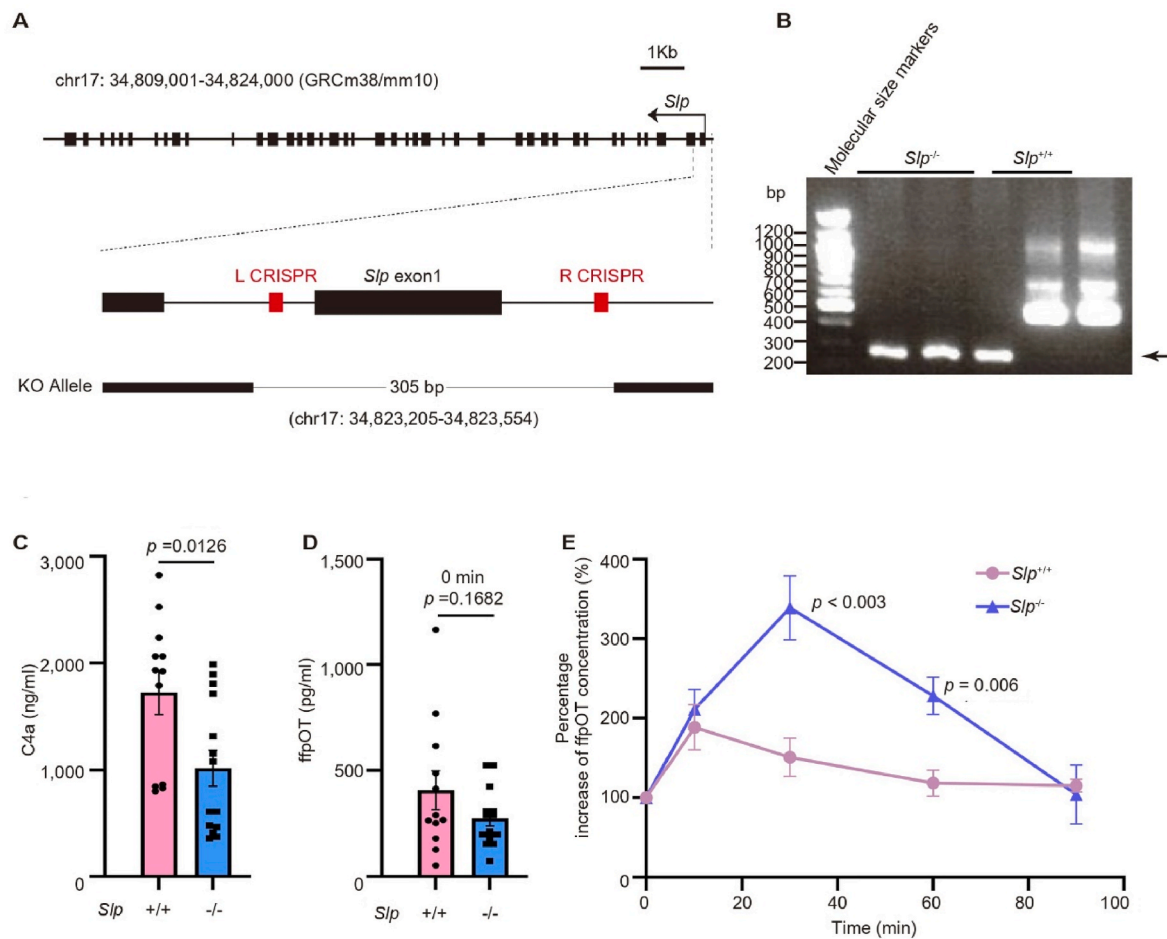 A
chr17: 34,809,001-34,824,000 (GRCm38/mm10)
1Kb
Slp
L CRISPR
Slp exon1
R CRISPR
KO Allele
305 bp
(chr17: 34,823,205-34,823,554)
B
Molecular size markers
Slp-/-
Slp+/+
bp
1200
1000
900
800
700
600
500
400
300
200
C
C4a (ng/ml)
3,000
2,000
1,000
0
p =0.0126
Slp
+/+
-/-
D
ffpOT (pg/ml)
1,500
1,000
500
0
0 min
p =0.1682
Slp
+/+
-/-
E
Percentage
increase of ffpOT concentration (%)
400
300
200
100
0
Slp+/+
Slp-/-
p < 0.003
p = 0.006
0
20
40
60
80
100
Time (min)